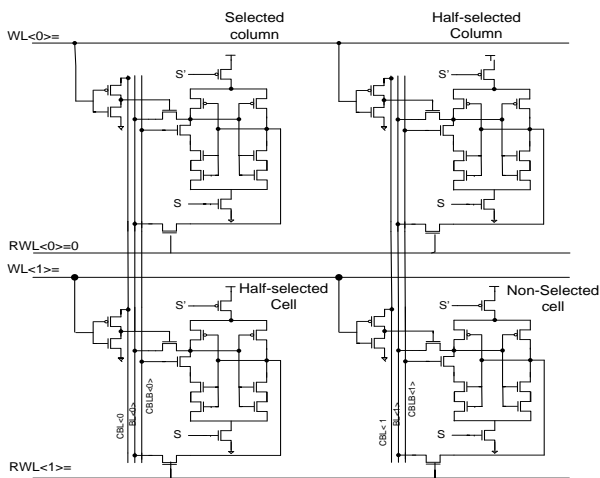 Selected
column
Half-selected
Column
WL<0>=
S'
S'
S
S
RWL<0>=0
WL<1>=
Half-selected
Cell
Non-Selected
cell
S'
S'
CBL<0
BL<0>
CBLB<0>
CBL< 1
BL<1>
CBLB<1>
S
S
RWL<1>=